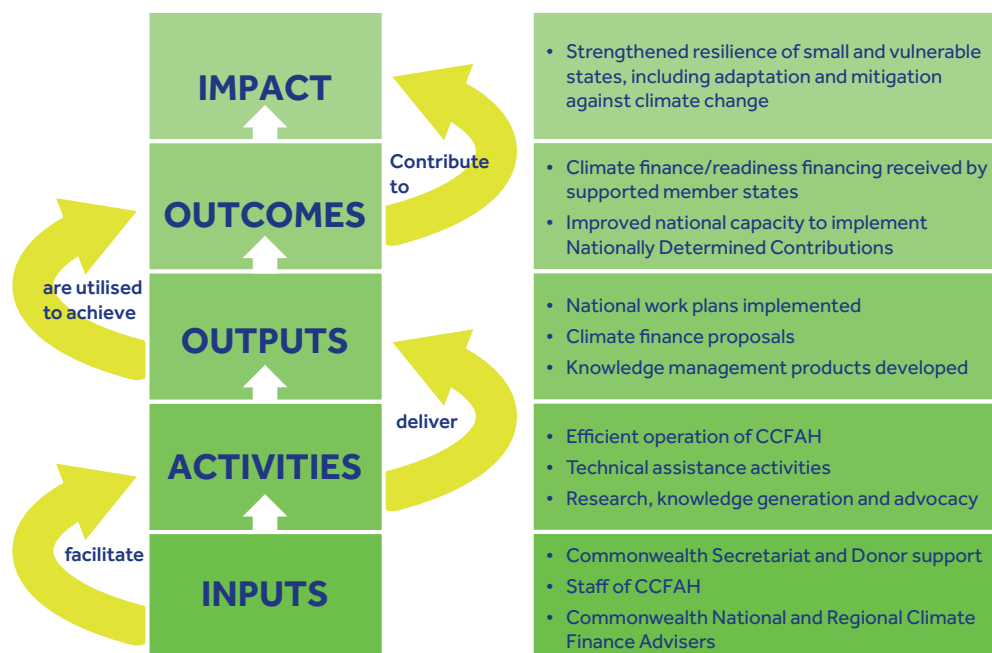 IMPACT
• Strengthened resilience of small and vulnerable
states, including adaptation and mitigation
against climate change
Contribute
to
OUTCOMES
• Climate finance/readiness financing received by
supported member states
• Improved national capacity to implement
Nationally Determined Contributions
are utilised
to achieve
OUTPUTS
• National work plans implemented
• Climate finance proposals
• Knowledge management products developed
deliver
ACTIVITIES
• Efficient operation of CCFAH
• Technical assistance activities
• Research, knowledge generation and advocacy
facilitate
INPUTS
• Commonwealth Secretariat and Donor support
• Staff of CCFAH
• Commonwealth National and Regional Climate
Finance Advisers